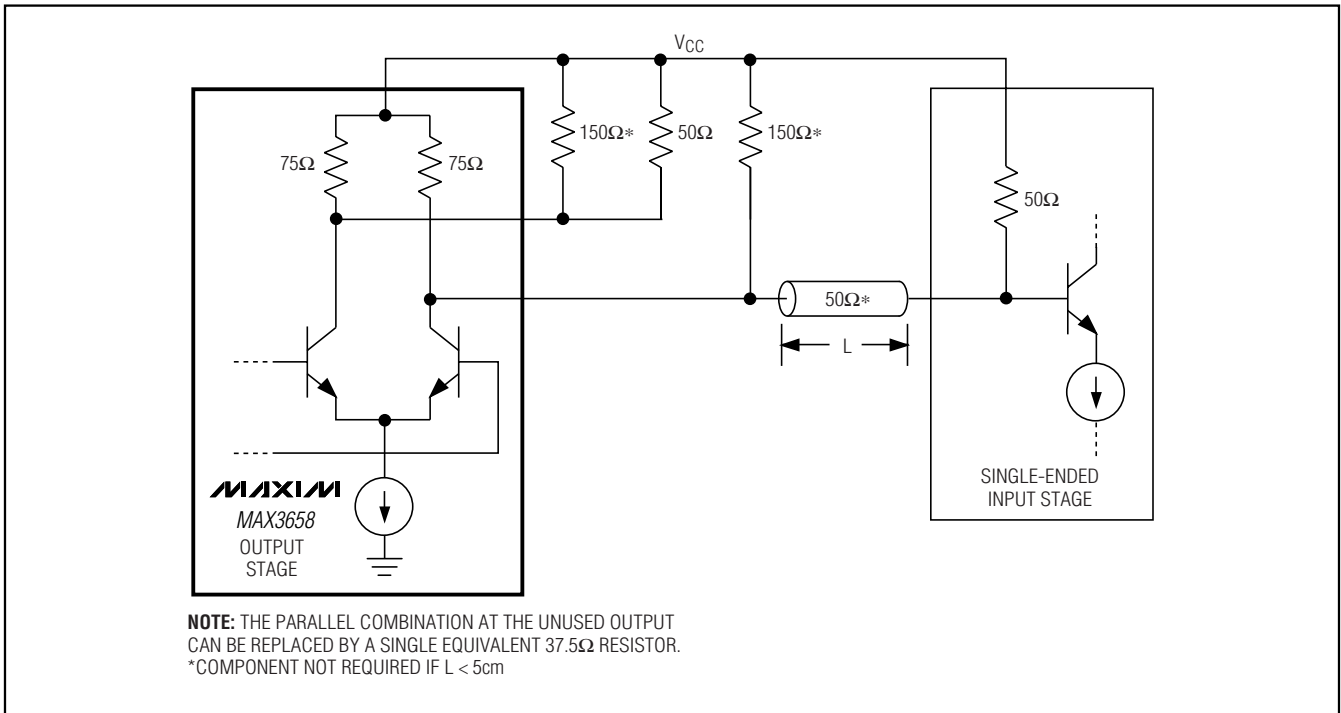 VCC
150Ω*
50Ω
150Ω*
75Ω
75Ω
50Ω
50Ω*
L
MAXIM
MAX3658
OUTPUT
STAGE
SINGLE-ENDED
INPUT STAGE
NOTE: THE PARALLEL COMBINATION AT THE UNUSED OUTPUT
CAN BE REPLACED BY A SINGLE EQUIVALENT 37.5Ω RESISTOR.
*COMPONENT NOT REQUIRED IF L < 5cm